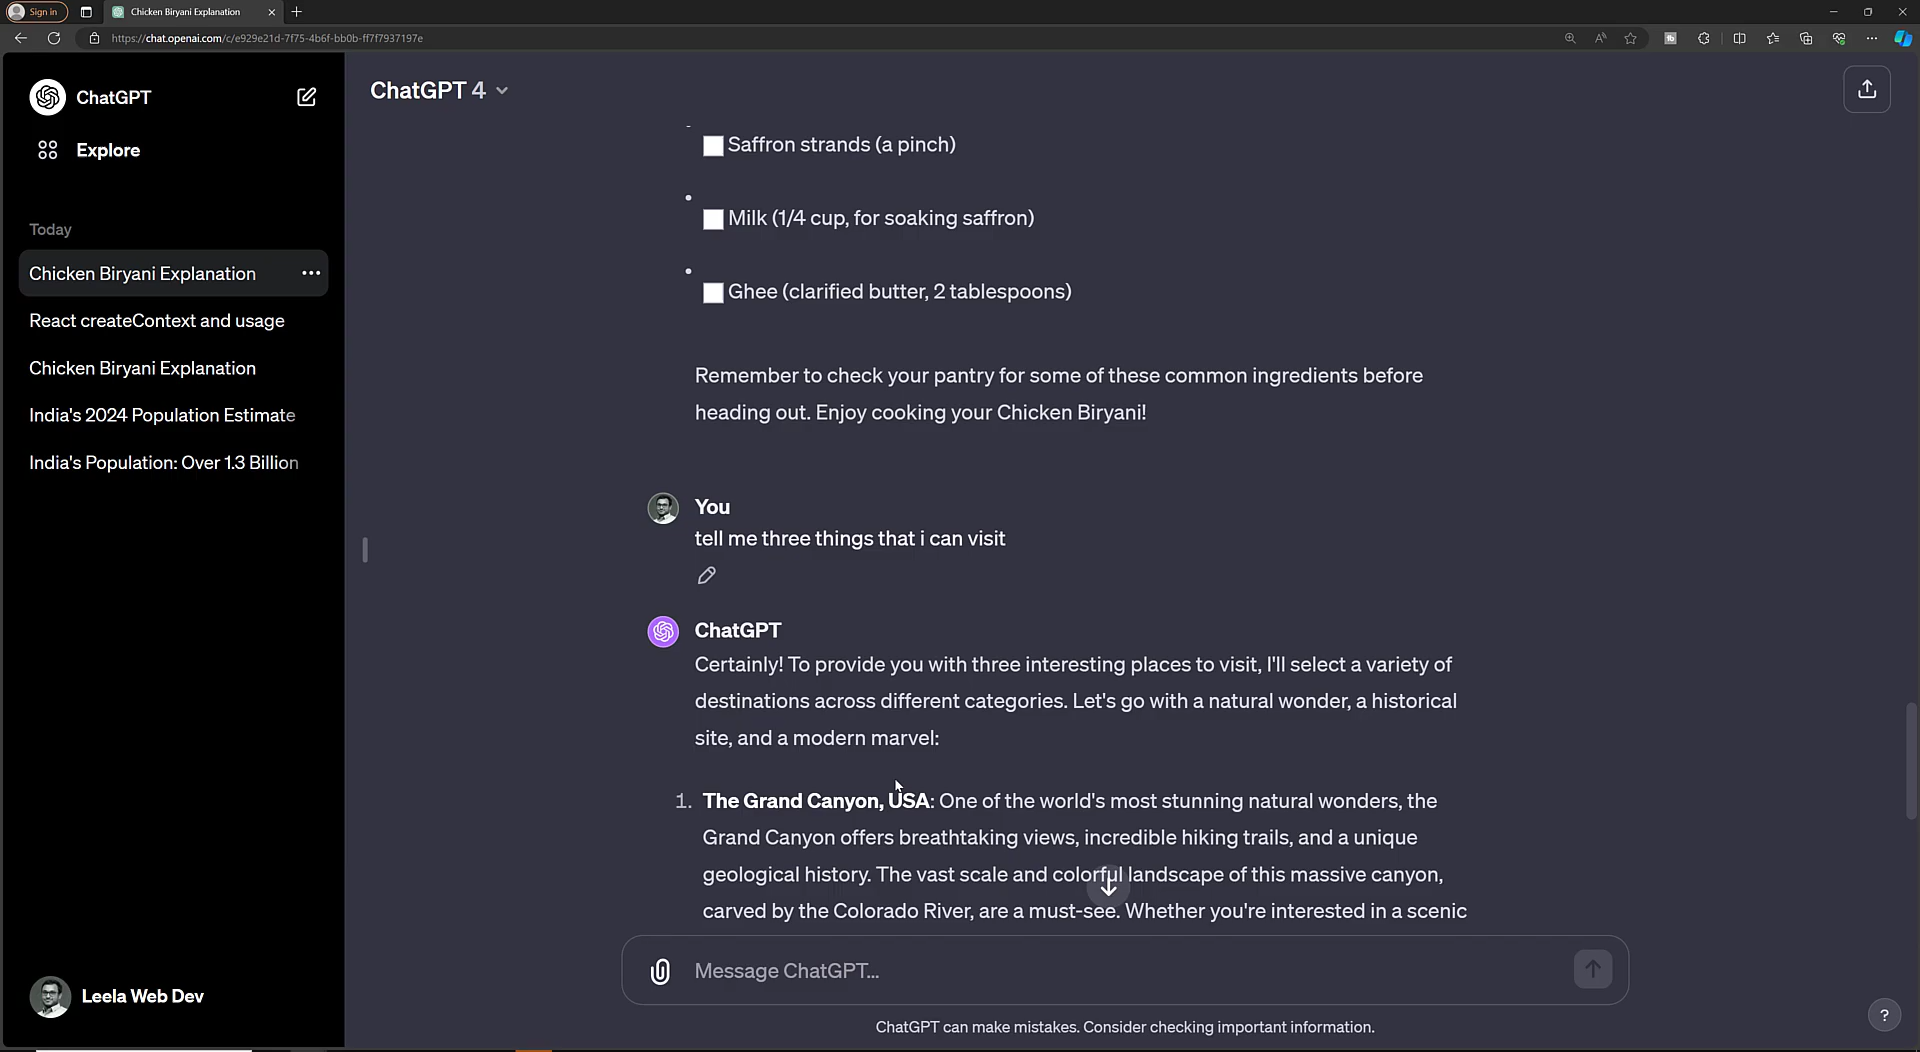 Sign in
Chicken Biryani Explanation
https://chat.openai.com/c/e929e21d-7f75-4b6f-bb0b-ff7f7937197e
ChatGPT
Explore
Today
Chicken Biryani Explanation
React createContext and usage
Chicken Biryani Explanation
India's 2024 Population Estimate
India's Population: Over 1.3 Billion
Leela Web Dev
ChatGPT 4
Saffron strands (a pinch)
Milk (1/4 cup, for soaking saffron)
Ghee (clarified butter, 2 tablespoons)
Remember to check your pantry for some of these common ingredients before
heading out. Enjoy cooking your Chicken Biryani!
You
tell me three things that i can visit
ChatGPT
Certainly! To provide you with three interesting places to visit, I'll select a variety of
destinations across different categories. Let's go with a natural wonder, a historical
site, and a modern marvel:
1. The Grand Canyon, USA: One of the world's most stunning natural wonders, the
Grand Canyon offers breathtaking views, incredible hiking trails, and a unique
geological history. The vast scale and colorful landscape of this massive canyon,
carved by the Colorado River, are a must-see. Whether you're interested in a scenic
Message ChatGPT...
ChatGPT can make mistakes. Consider checking important information.
?